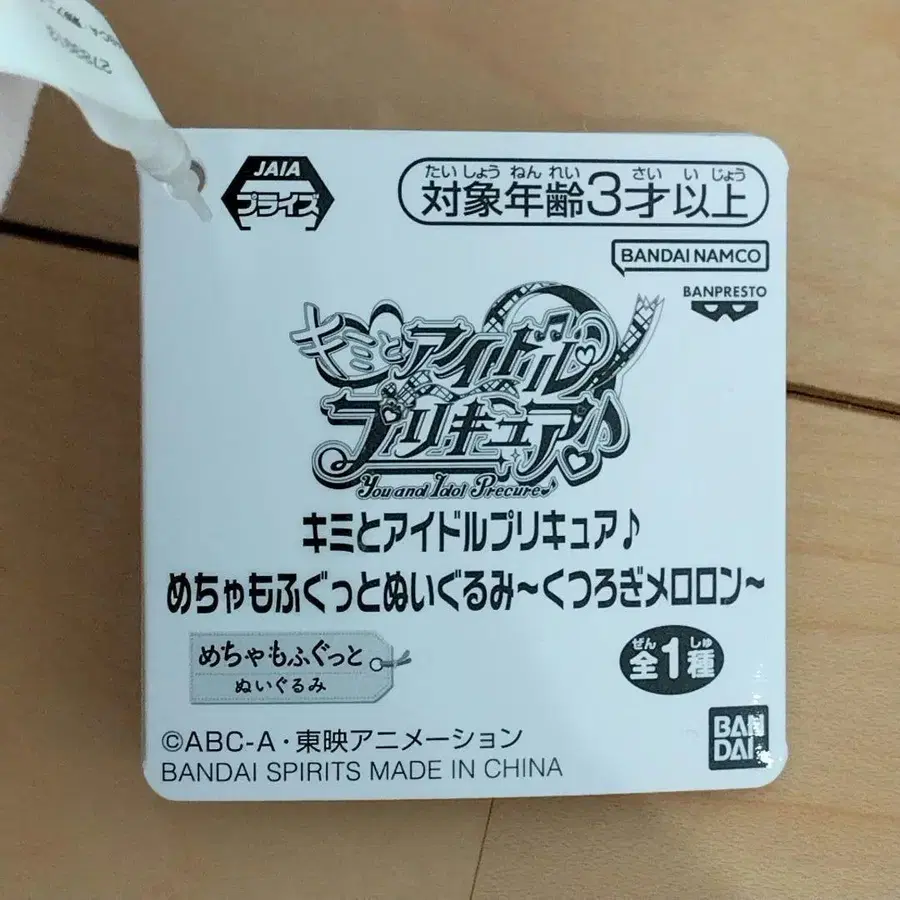 JAIA
プライズ
たいしょうねんれい さい いじょう
対象年齢3才以上
BANDAI NAMCO
BANPRESTO
キミとアイドル
プリキュア♪
You and Idol Precure♪
キミとアイドルプリキュア♪
めちゃもふぐっとぬいぐるみ~くつろぎメロロン~
めちゃもふぐっと
ぬいぐるみ
ぜん しゅ
全1種
©ABC-A・東映アニメーション
BANDAI SPIRITS MADE IN CHINA
BAN
DAI